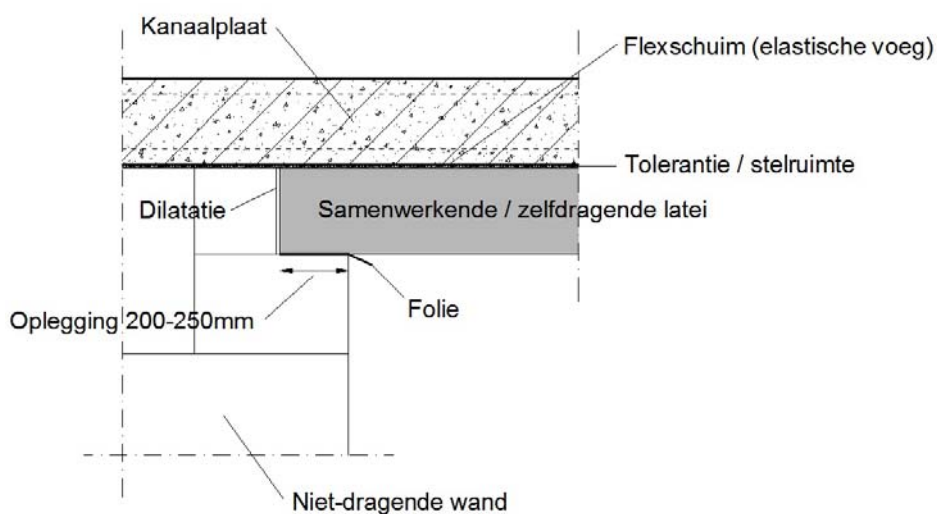 Kanaalplaat
Flexschuim (elastische voeg)
Tolerantie / stelruimte
Dilatatie
Samenwerkende / zelfdragende latei
Oplegging 200-250mm
Folie
Niet-dragende wand